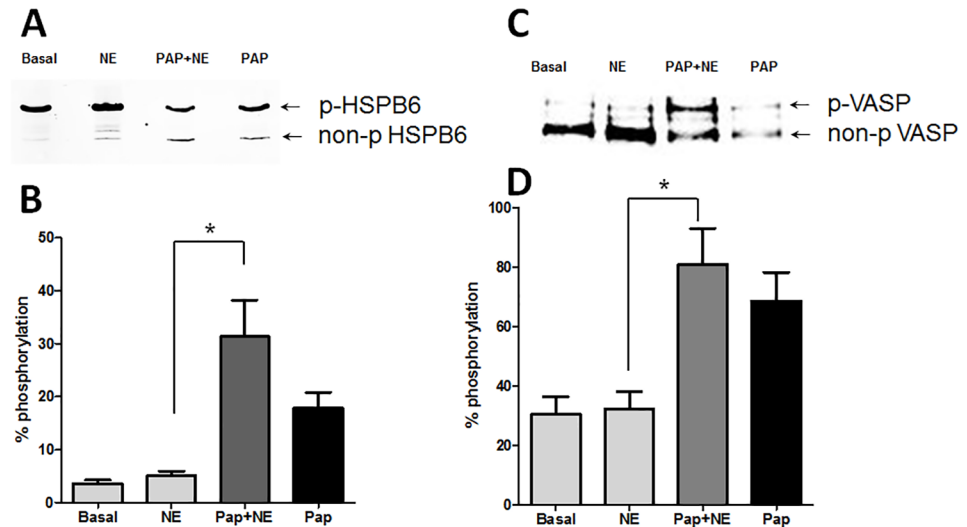 A
Basal NE PAP+NE PAP
p-HSPB6
non-p HSPB6
B
*
50
40
30
20
10
0
% phosphorylation
Basal NE Pap+NE Pap
C
Basal NE PAP+NE PAP
p-VASP
non-p VASP
D
*
100
80
60
40
20
0
% phosphorylation
Basal NE Pap+NE Pap